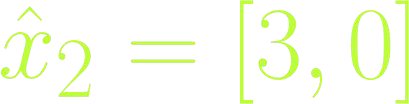 x̂₂ = [3, 0]